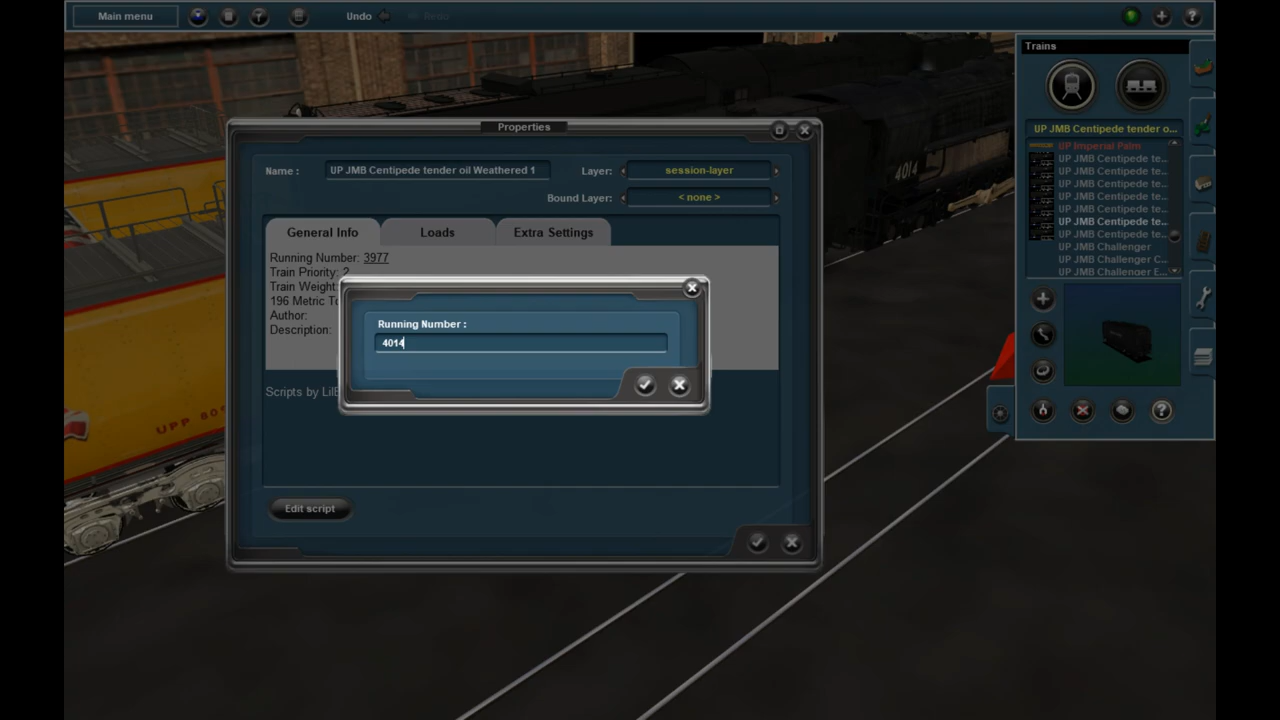 Main menu
Undo
Redo
Trains
UP JMB Centipede tender o...
UP Imperial Palm
UP JMB Centipede te...
UP JMB Centipede te...
UP JMB Centipede te...
UP JMB Centipede te...
UP JMB Centipede te...
UP JMB Centipede te...
UP JMB Centipede te...
UP JMB Challenger
UP JMB Challenger C...
UP JMB Challenger E...
4014
Properties
Name :
UP JMB Centipede tender oil Weathered 1
Layer:
session-layer
Bound Layer:
< none >
General Info
Loads
Extra Settings
Running Number: 3977
Train Priority: 2
Train Weight
196 Metric To
Author:
Description:
Running Number :
4014
Scripts by Lil
Edit script
UPP 80